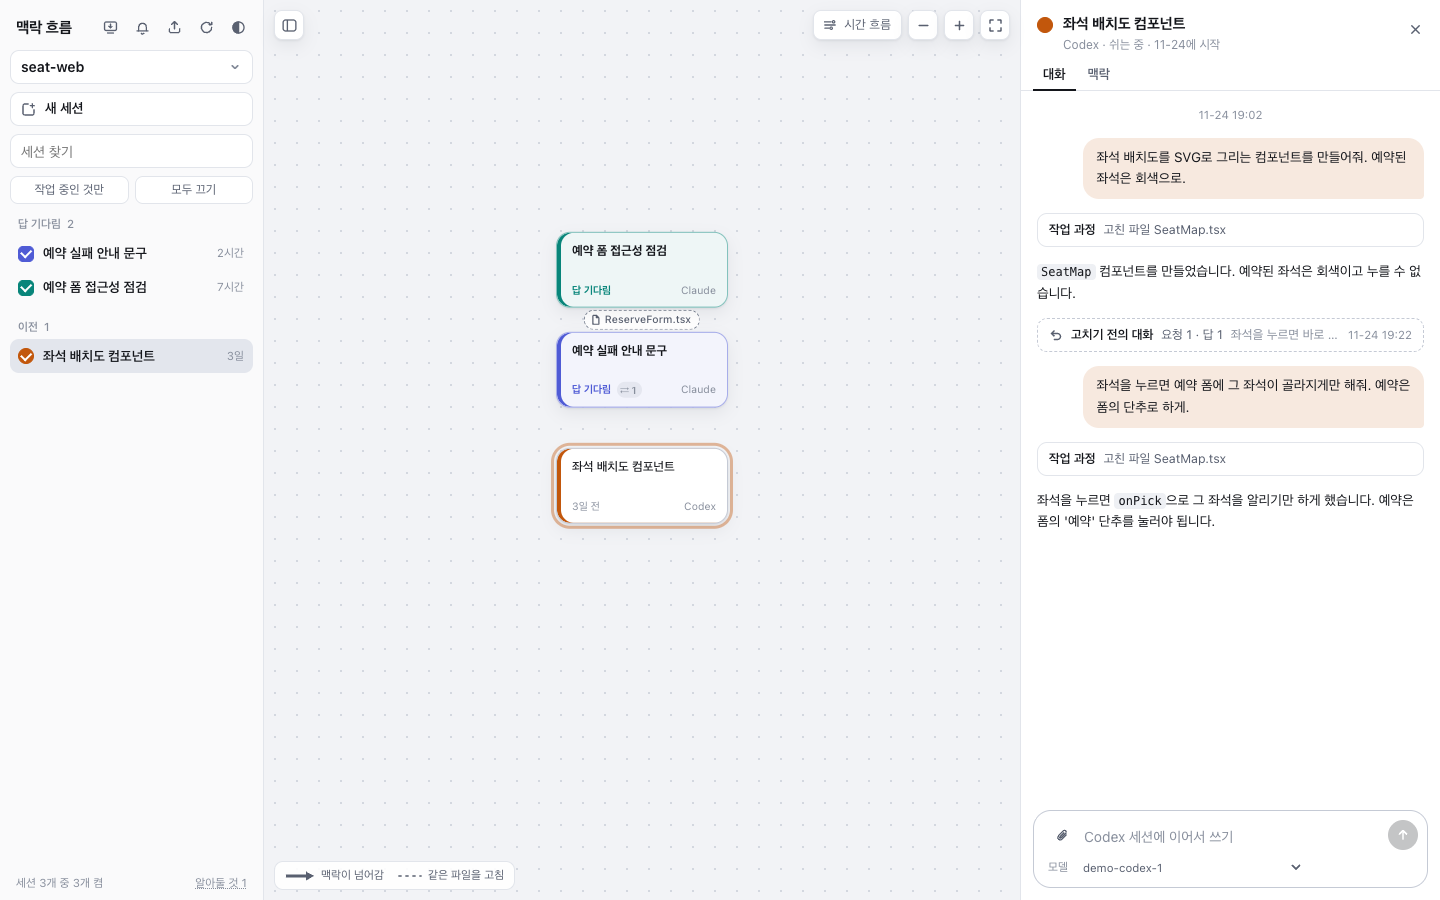 맥락 흐름
seat-web
새 세션
세션 찾기
작업 중인 것만
모두 끄기
답 기다림 2
예약 실패 안내 문구 2시간
예약 폼 접근성 점검 7시간
이전 1
좌석 배치도 컴포넌트 3일
세션 3개 중 3개 켬
알아둘 것 1
시간 흐름
예약 폼 접근성 점검
답 기다림 Claude
ReserveForm.tsx
예약 실패 안내 문구
답 기다림 ⇄ 1 Claude
좌석 배치도 컴포넌트
3일 전 Codex
맥락이 넘어감
같은 파일을 고침
좌석 배치도 컴포넌트
Codex · 쉬는 중 · 11-24에 시작
대화 맥락
11-24 19:02
좌석 배치도를 SVG로 그리는 컴포넌트를 만들어줘. 예약된
좌석은 회색으로.
작업 과정 고친 파일 SeatMap.tsx
SeatMap 컴포넌트를 만들었습니다. 예약된 좌석은 회색이고 누를 수 없
습니다.
고치기 전의 대화 요청 1 · 답 1 좌석을 누르면 바로 ... 11-24 19:22
좌석을 누르면 예약 폼에 그 좌석이 골라지게만 해줘. 예약은
폼의 단추로 하게.
작업 과정 고친 파일 SeatMap.tsx
좌석을 누르면 onPick으로 그 좌석을 알리기만 하게 했습니다. 예약은
폼의 '예약' 단추를 눌러야 됩니다.
Codex 세션에 이어서 쓰기
모델 demo-codex-1